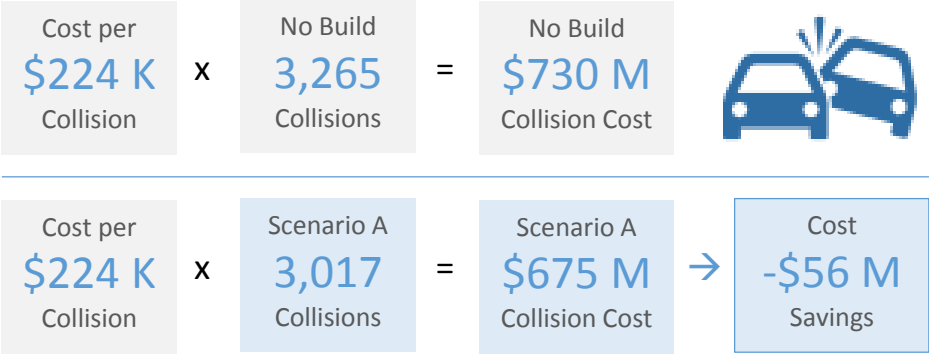 Cost per
$224 K
Collision
x
No Build
3,265
Collisions
=
No Build
$730 M
Collision Cost
Cost per
$224 K
Collision
x
Scenario A
3,017
Collisions
=
Scenario A
$675 M
Collision Cost
→
Cost
-$56 M
Savings